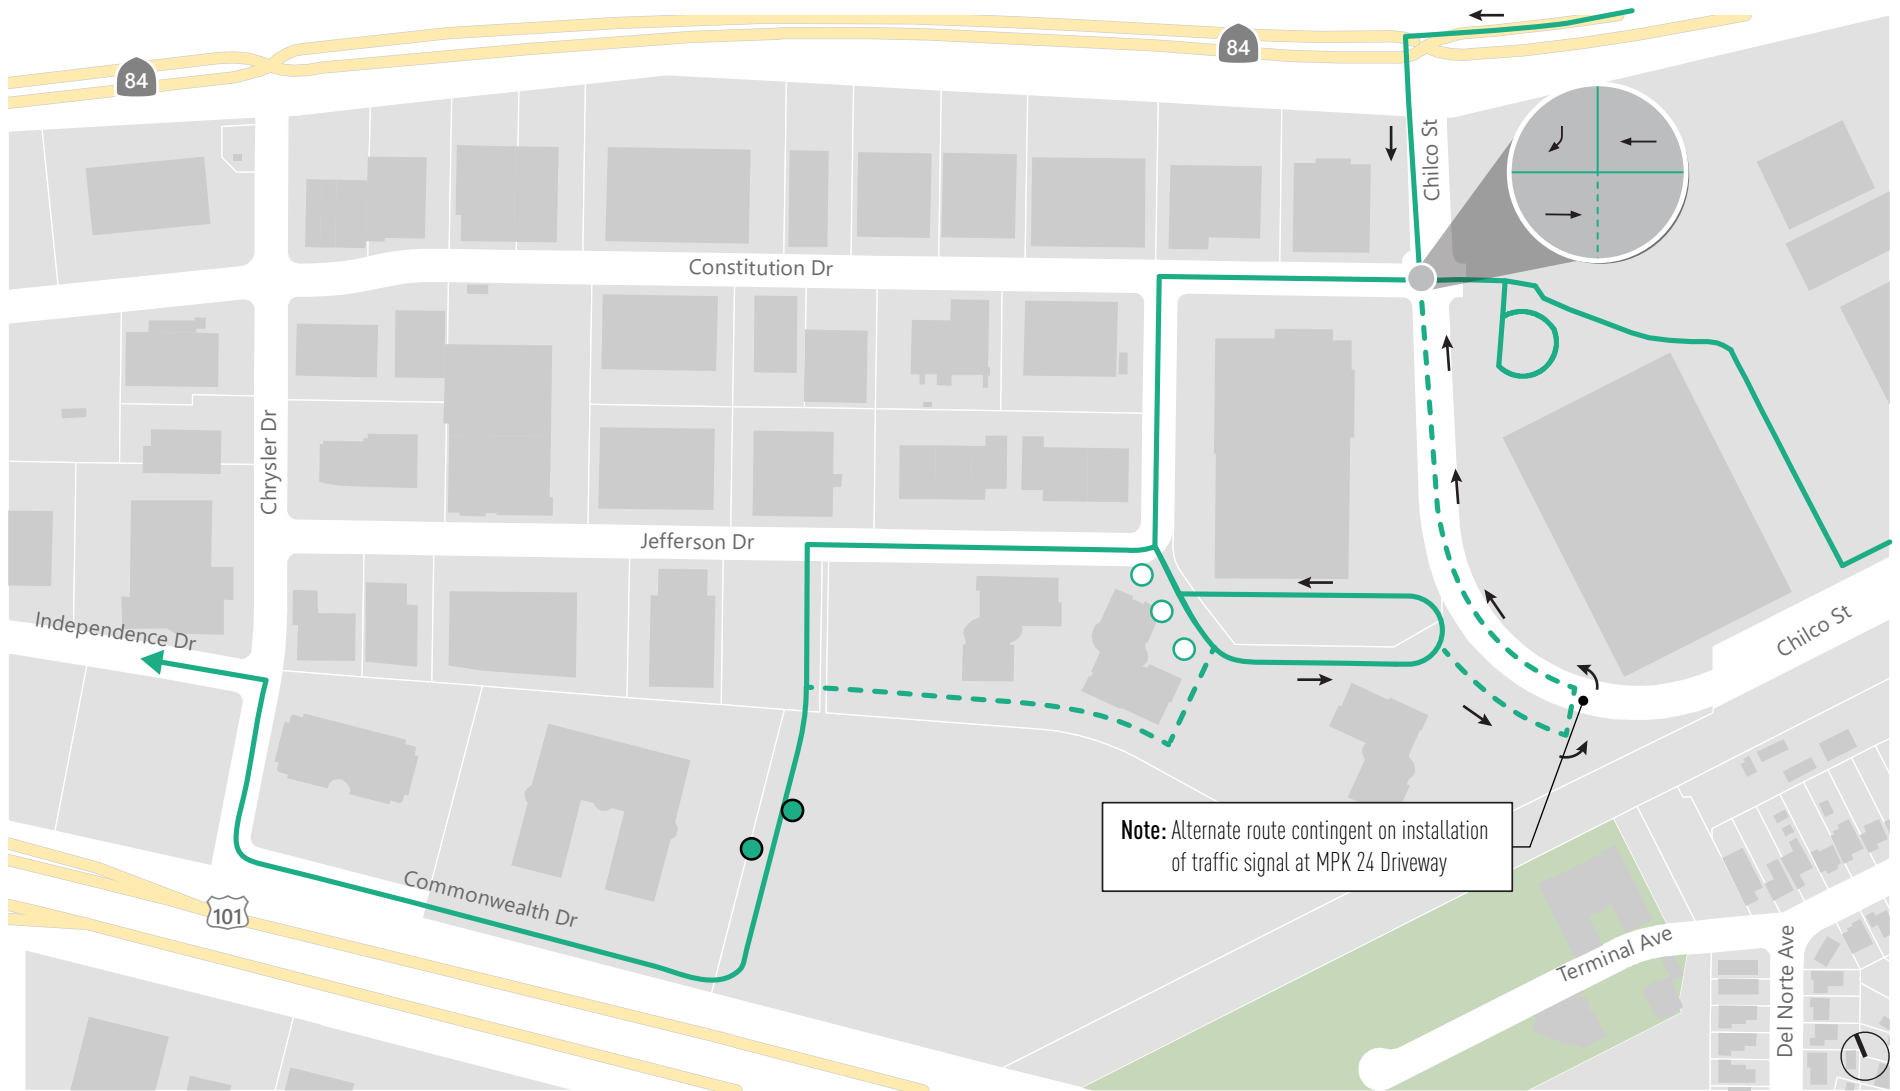 84
84
Chilco St
Constitution Dr
Chrysler Dr
Jefferson Dr
Independence Dr
Chilco St
Note: Alternate route contingent on installation
of traffic signal at MPK 24 Driveway
Commonwealth Dr
101
Terminal Ave
Del Norte Ave